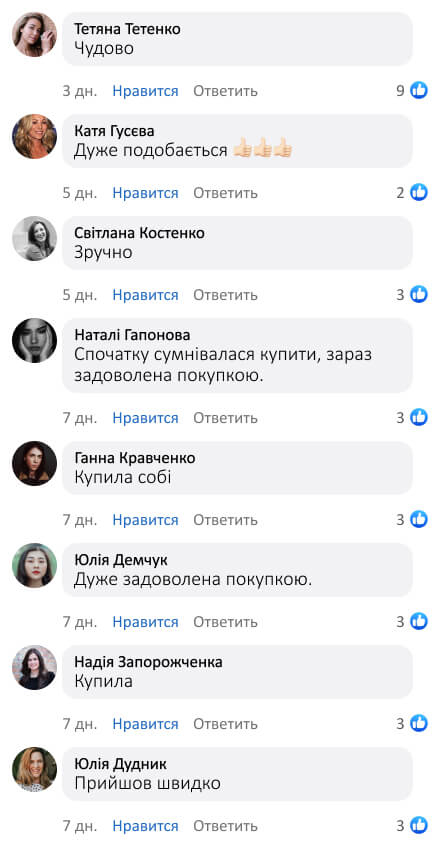 Тетяна Тетенко
Чудово
3 дн. Нравится Ответить 9
Катя Гусєва
Дуже подобається 👍🏻👍🏻👍🏻
5 дн. Нравится Ответить 2
Світлана Костенко
Зручно
5 дн. Нравится Ответить 3
Наталі Гапонова
Спочатку сумнівалася купити, зараз
задоволена покупкою.
7 дн. Нравится Ответить 3
Ганна Кравченко
Купила собі
7 дн. Нравится Ответить 3
Юлія Демчук
Дуже задоволена покупкою.
7 дн. Нравится Ответить 3
Надія Запорожченка
Купила
7 дн. Нравится Ответить 3
Юлія Дудник
Прийшов швидко
7 дн. Нравится Ответить 3